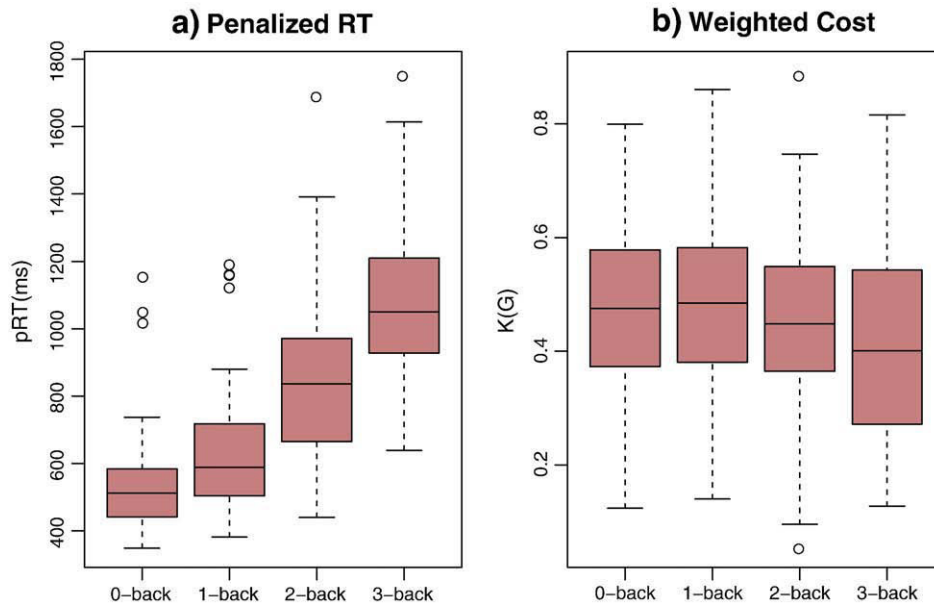 a) Penalized RT
pRT(ms)
1800
1600
1400
1200
1000
800
600
400
0−back 1−back 2−back 3−back
b) Weighted Cost
K(G)
0.8
0.6
0.4
0.2
0−back 1−back 2−back 3−back